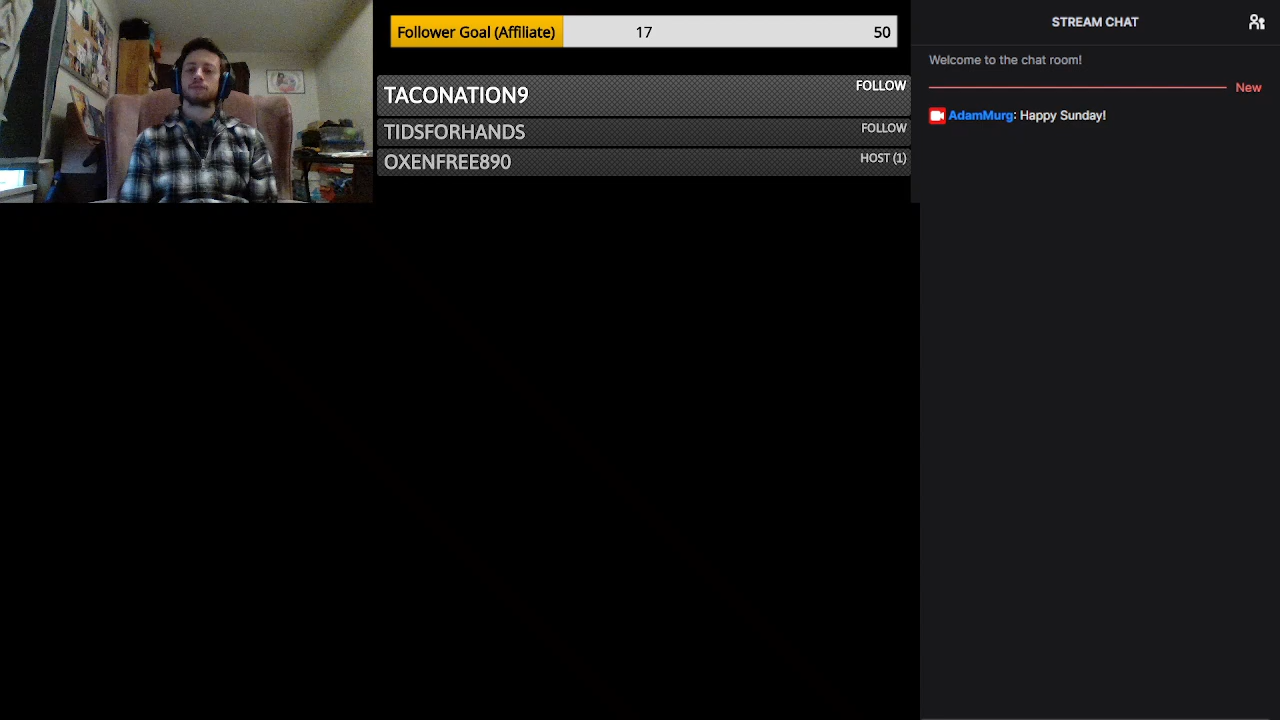 Follower Goal (Affiliate) 17 50
TACONATION9 FOLLOW
TIDSFORHANDS FOLLOW
OXENFREE890 HOST (1)
STREAM CHAT
Welcome to the chat room!
New
AdamMurg: Happy Sunday!